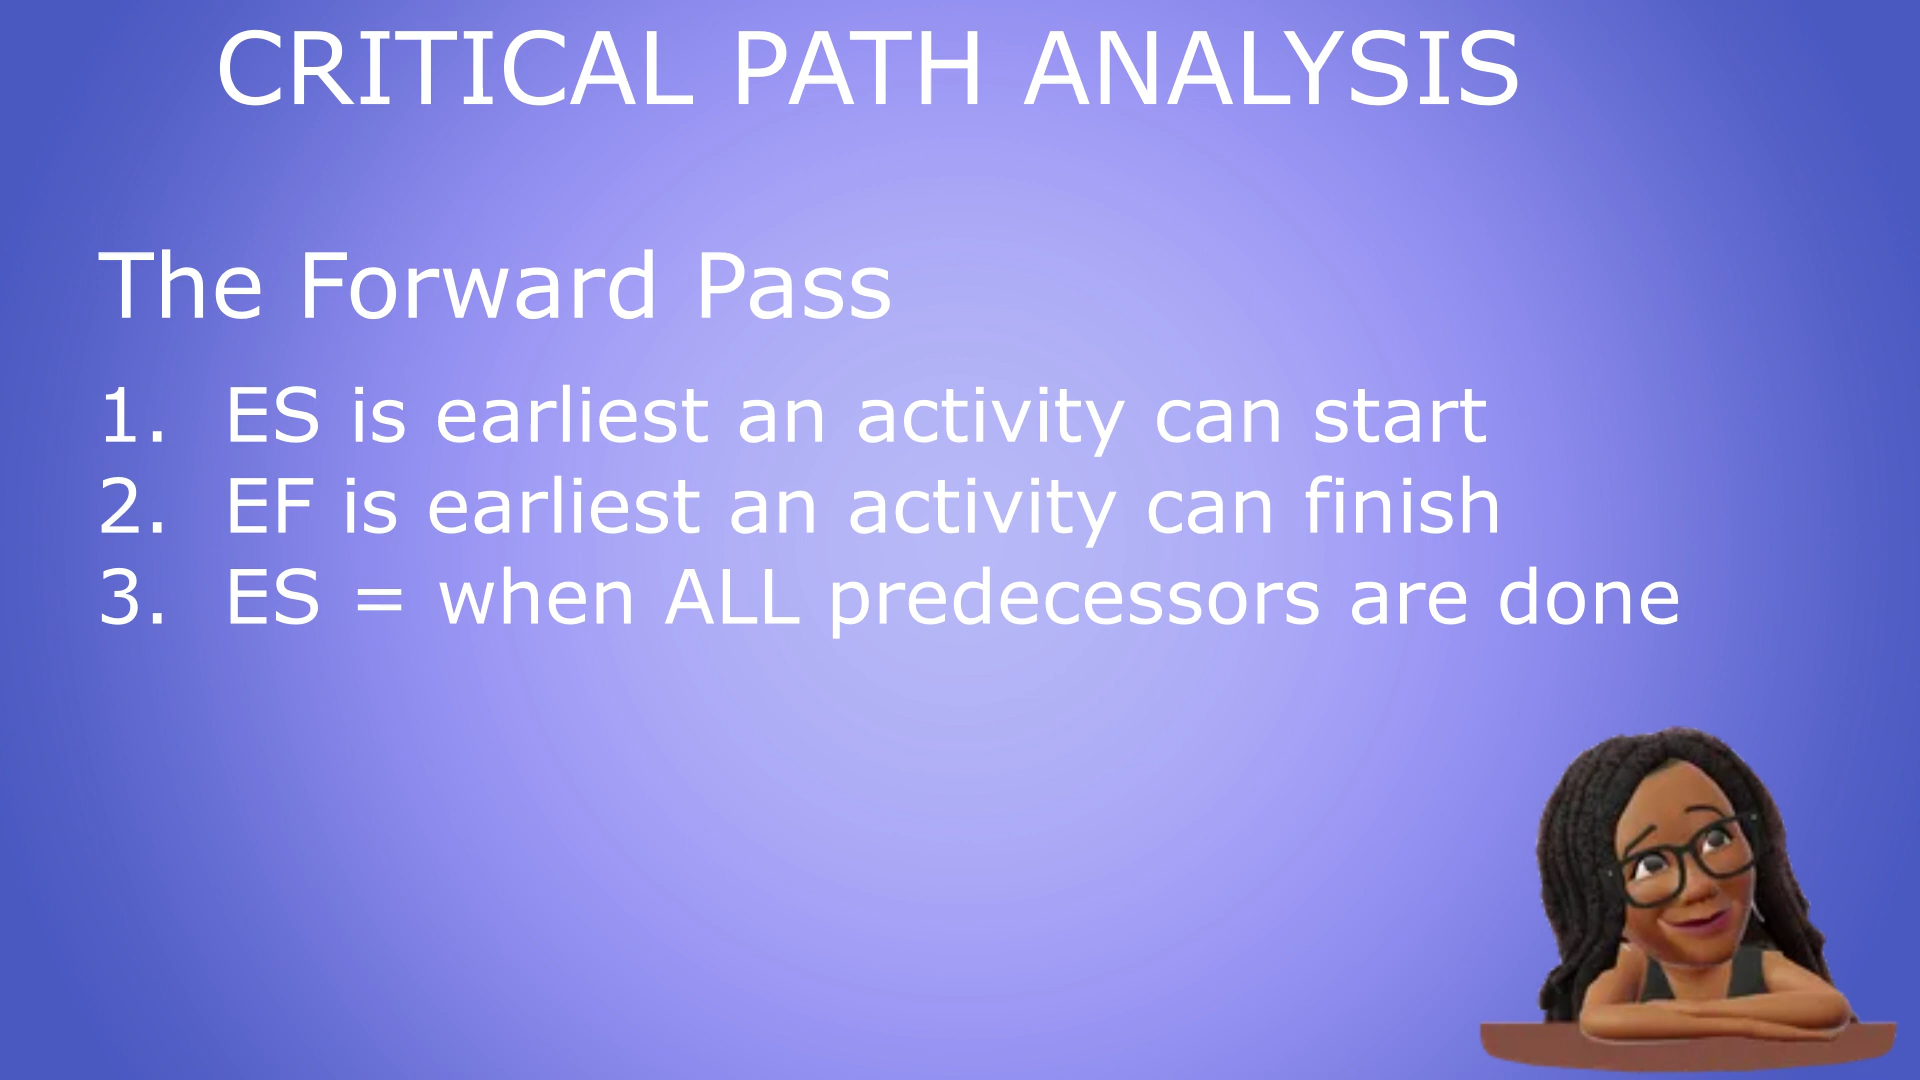 CRITICAL PATH ANALYSIS
The Forward Pass
1. ES is earliest an activity can start
2. EF is earliest an activity can finish
3. ES = when ALL predecessors are done